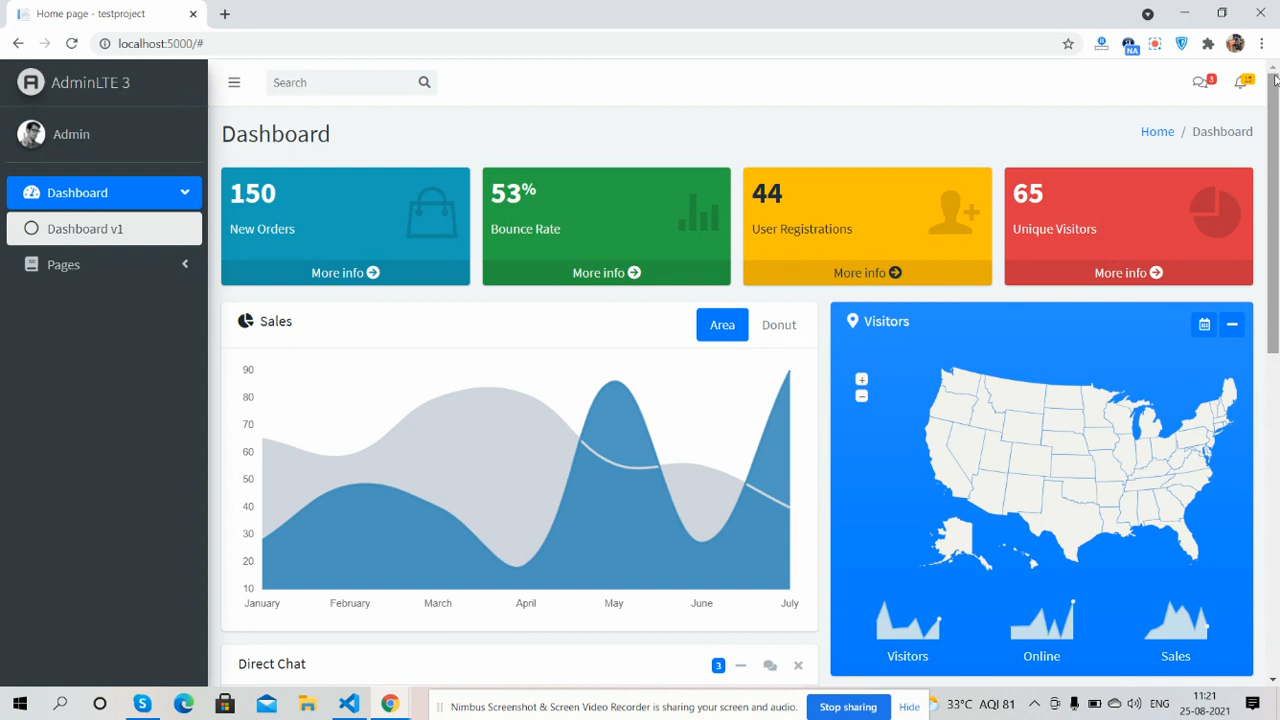 Home page - testproject
localhost:5000/#
NA
AdminLTE 3
Search
3
15
Admin
Dashboard
Home / Dashboard
Dashboard
Dashboard v1
Pages
150
New Orders
More info
53%
Bounce Rate
More info
44
User Registrations
More info
65
Unique Visitors
More info
Sales
Area
Donut
90
80
70
60
50
40
30
20
10
January
February
March
April
May
June
July
Visitors
+
−
Visitors
Online
Sales
Direct Chat
3
Nimbus Screenshot & Screen Video Recorder is sharing your screen and audio.
Stop sharing
Hide
33°C AQI 81
ENG
11:21
25-08-2021